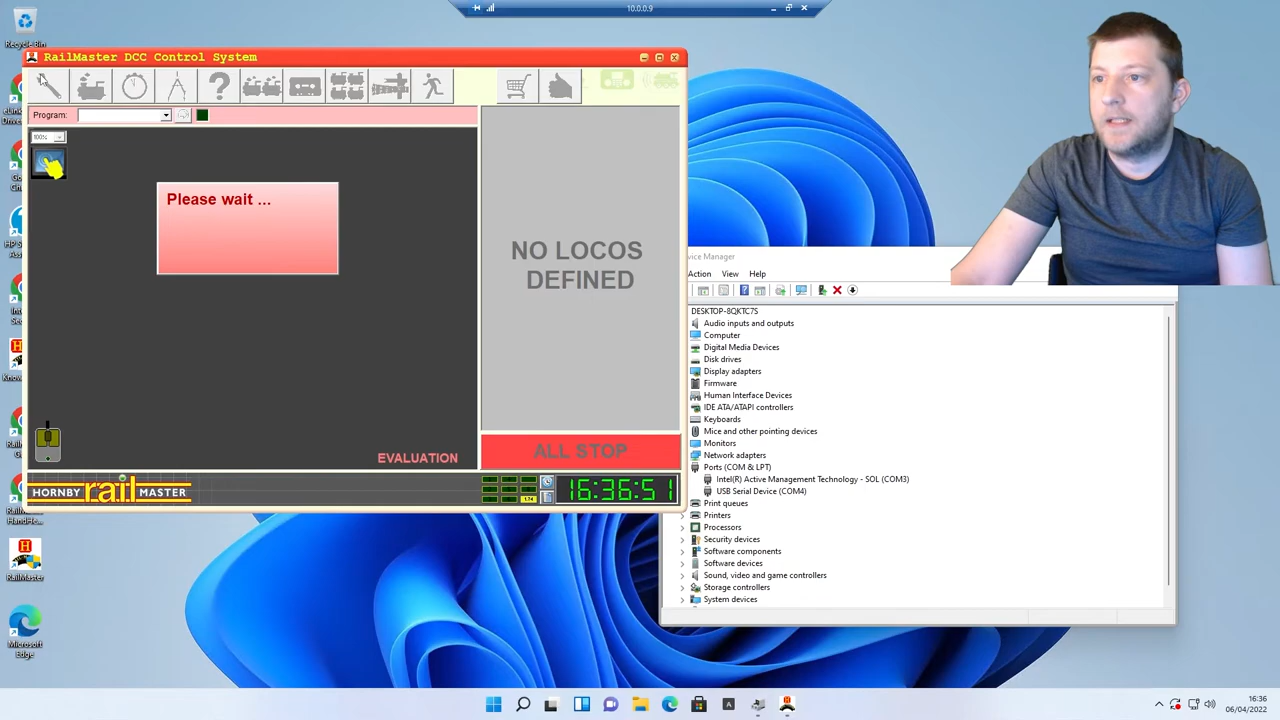 10.0.0.9
Recycle Bin
RailMaster DCC Control System
Program:
100%
Please wait ...
NO LOCOS
DEFINED
EVALUATION
ALL STOP
HORNBY rail MASTER
1.74
16:36:51
Action View Help
DESKTOP-8QKTC7S
Audio inputs and outputs
Computer
Digital Media Devices
Disk drives
Display adapters
Firmware
Human Interface Devices
IDE ATA/ATAPI controllers
Keyboards
Mice and other pointing devices
Monitors
Network adapters
Ports (COM & LPT)
Intel(R) Active Management Technology - SOL (COM3)
USB Serial Device (COM4)
Print queues
Printers
Processors
Security devices
Software components
Software devices
Sound, video and game controllers
Storage controllers
System devices
RailMaster
Microsoft
Edge
16:36
06/04/2022